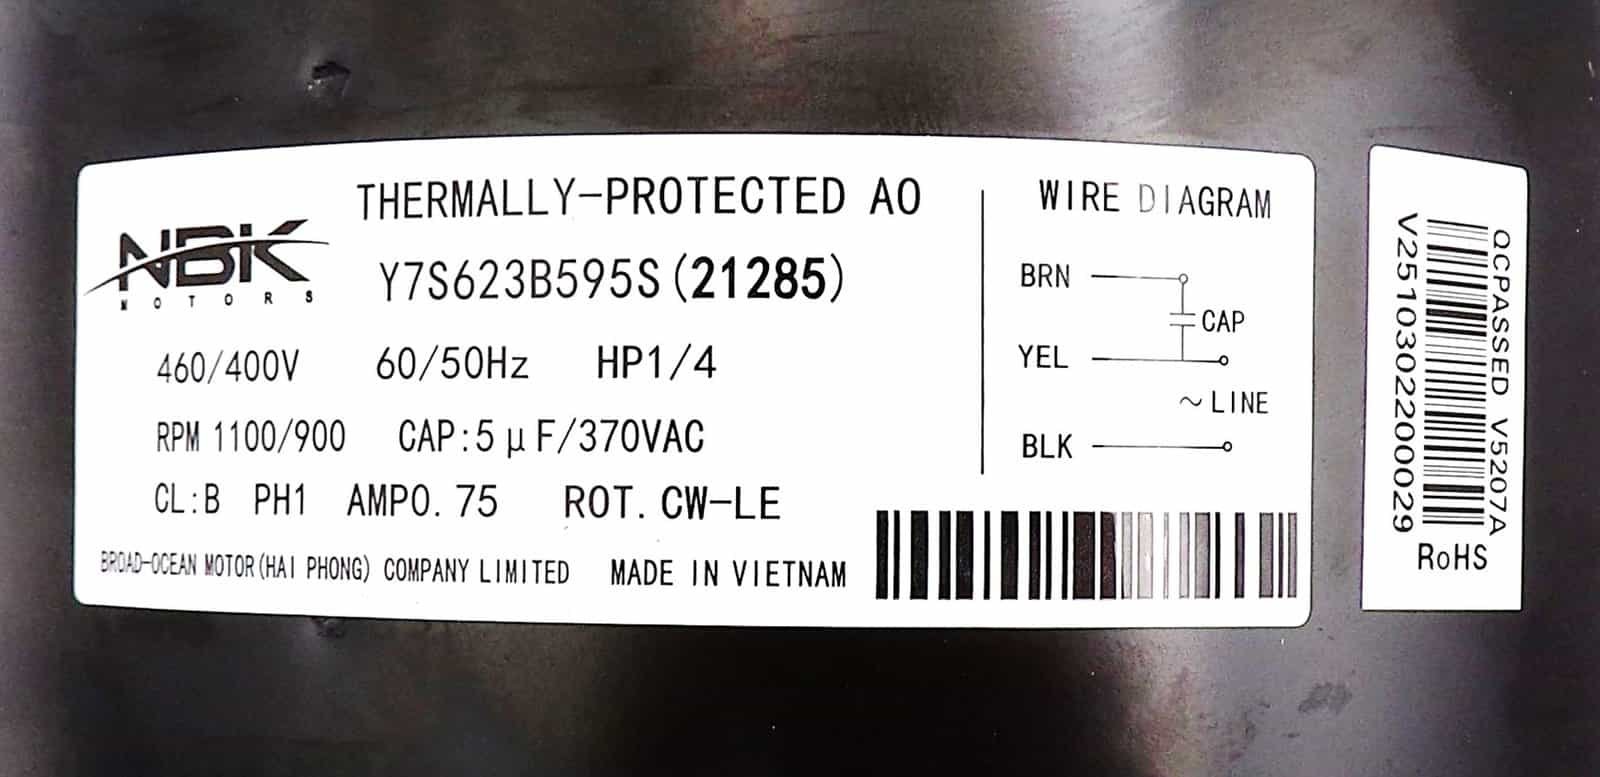 NBK
MOTORS
THERMALLY-PROTECTED AO
Y7S623B595S(21285)
460/400V 60/50Hz HP1/4
RPM 1100/900 CAP:5μF/370VAC
CL:B PH1 AMP0.75 ROT. CW-LE
BROAD-OCEAN MOTOR(HAI PHONG) COMPANY LIMITED MADE IN VIETNAM
WIRE DIAGRAM
BRN
CAP
YEL
~LINE
BLK
QCPASSED V5207A
V2510302200029
RoHS